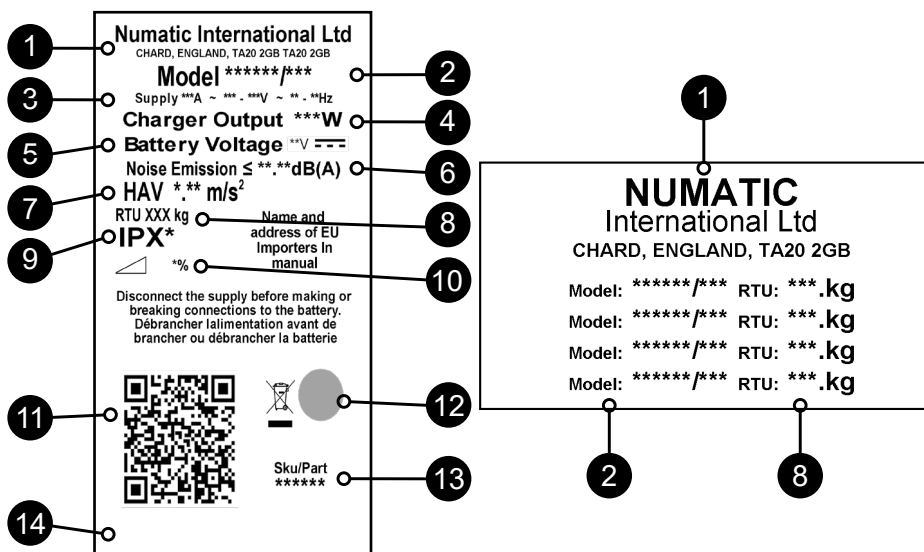 Numatic International Ltd
CHARD, ENGLAND, TA20 2GB TA20 2GB
1
Model ******/***
2
3
Supply ***A ~ *** - ***V ~ ** - **Hz
Charger Output ***W
4
5
Battery Voltage **V
Noise Emission ≤ **.**dB(A)
6
7
HAV *.** m/s²
RTU XXX kg
8
9
IPX*
Name and
address of EU
Importers In
manual
*%
10
Disconnect the supply before making or
breaking connections to the battery.
Débrancher lalimentation avant de
brancher ou débrancher la batterie
11
12
Sku/Part
******
13
14
1
NUMATIC
International Ltd
CHARD, ENGLAND, TA20 2GB
Model: ******/*** RTU: ***.kg
Model: ******/*** RTU: ***.kg
Model: ******/*** RTU: ***.kg
Model: ******/*** RTU: ***.kg
2
8